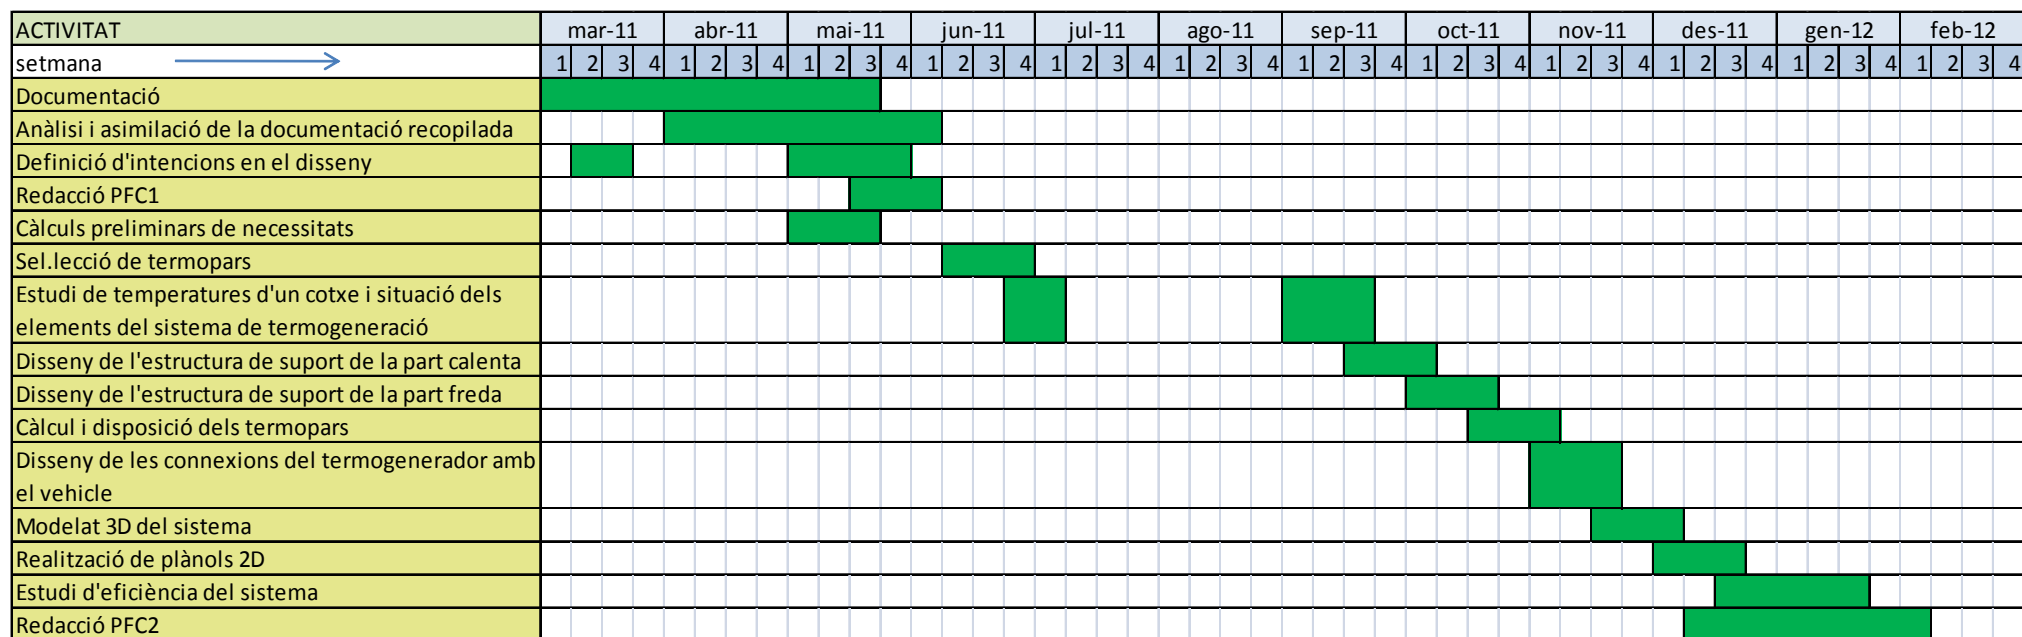 ACTIVITAT mar-11 abr-11 mai-11 jun-11 jul-11 ago-11 sep-11 oct-11 nov-11 des-11 gen-12 feb-12
setmana 1 2 3 4 1 2 3 4 1 2 3 4 1 2 3 4 1 2 3 4 1 2 3 4 1 2 3 4 1 2 3 4 1 2 3 4 1 2 3 4 1 2 3 4 1 2 3 4
Documentació
Anàlisi i asimilació de la documentació recopilada
Definició d'intencions en el disseny
Redacció PFC1
Càlculs preliminars de necessitats
Sel.lecció de termopars
Estudi de temperatures d'un cotxe i situació dels
elements del sistema de termogeneració
Disseny de l'estructura de suport de la part calenta
Disseny de l'estructura de suport de la part freda
Càlcul i disposició dels termopars
Disseny de les connexions del termogenerador amb
el vehicle
Modelat 3D del sistema
Realització de plànols 2D
Estudi d'eficiència del sistema
Redacció PFC2